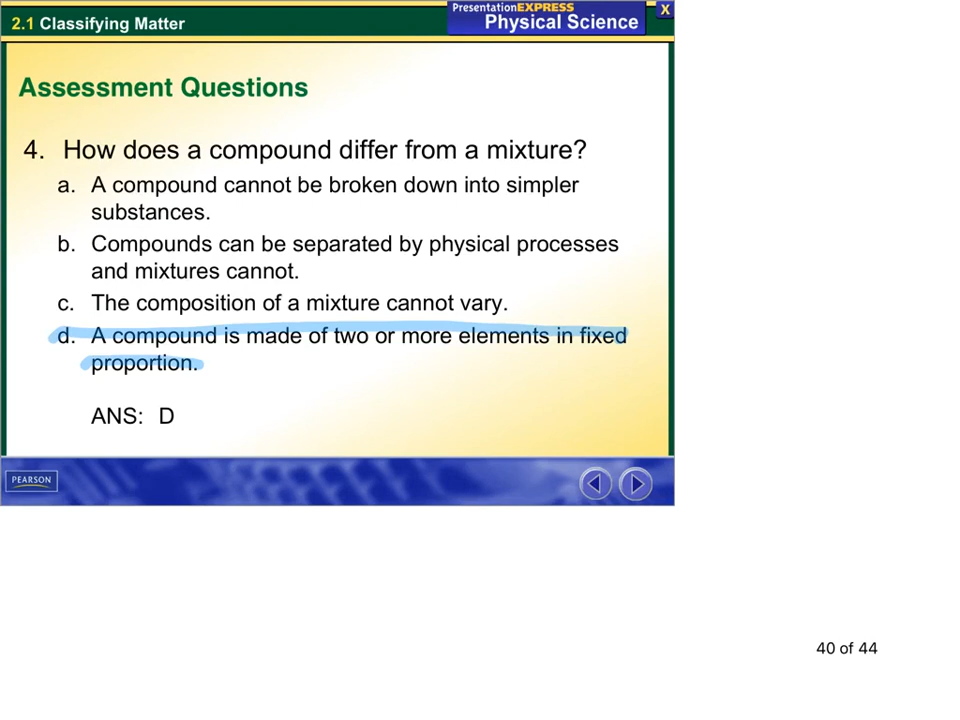 2.1 Classifying Matter
PresentationEXPRESS
Physical Science
X
Assessment Questions
4. How does a compound differ from a mixture?
a. A compound cannot be broken down into simpler
substances.
b. Compounds can be separated by physical processes
and mixtures cannot.
c. The composition of a mixture cannot vary.
d. A compound is made of two or more elements in fixed
proportion.
ANS: D
PEARSON
40 of 44